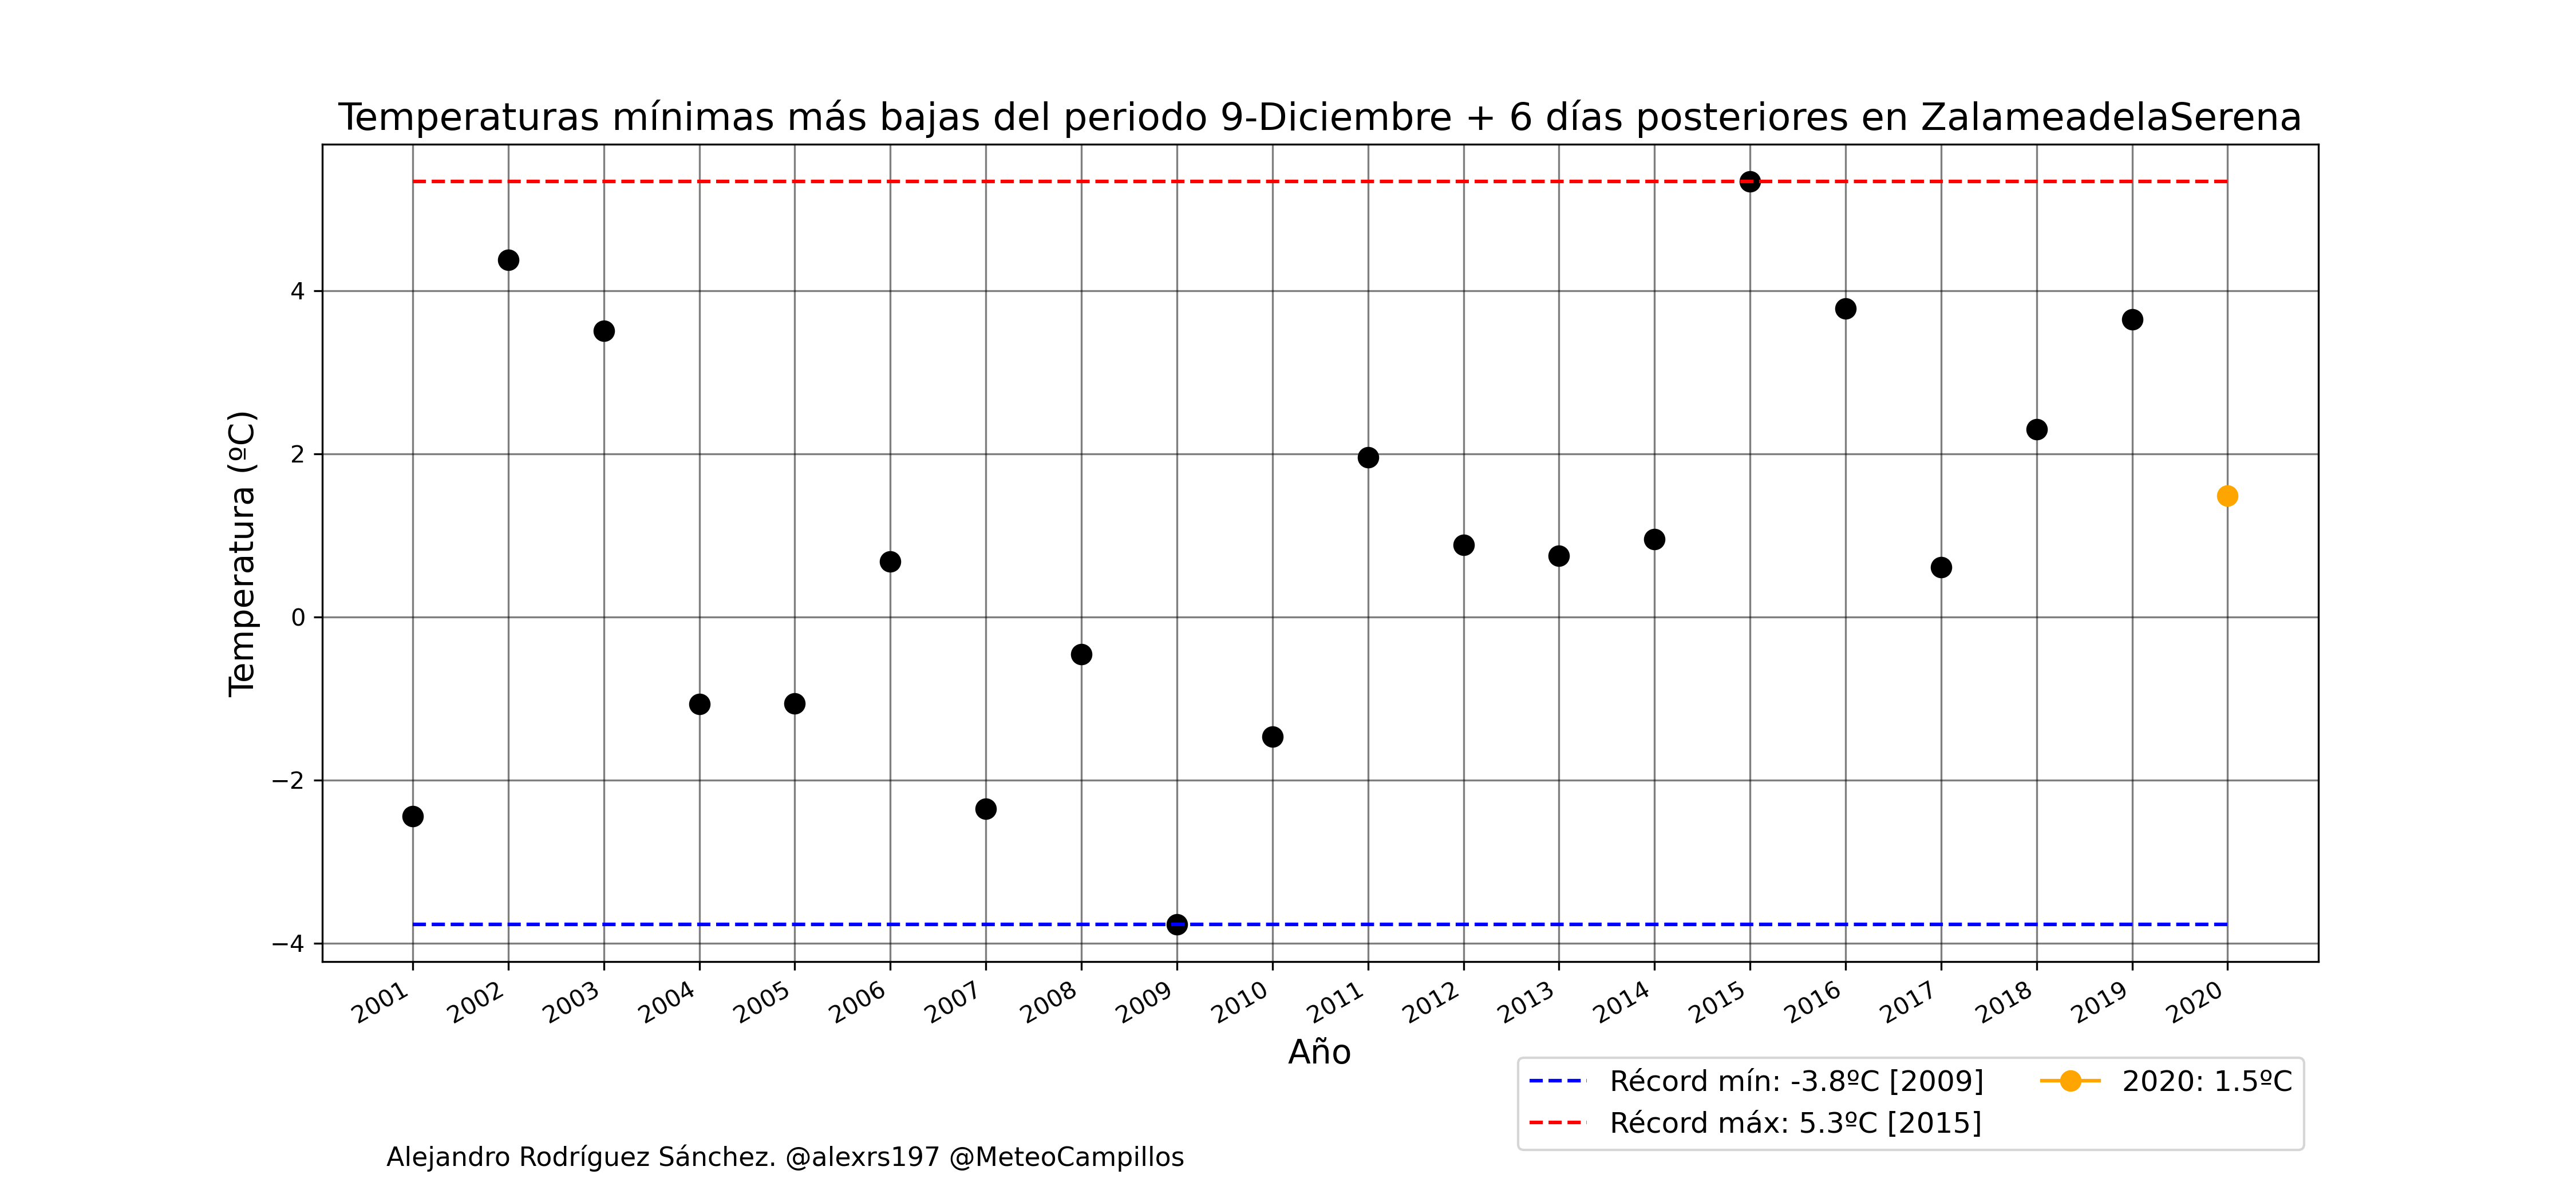 Temperaturas mínimas más bajas del periodo 9-Diciembre + 6 días posteriores en ZalameadelaSerena
Temperatura (ºC)
4
2
0
−2
−4
2001 2002 2003 2004 2005 2006 2007 2008 2009 2010 2011 2012 2013 2014 2015 2016 2017 2018 2019 2020
Año
Récord mín: -3.8ºC [2009]
Récord máx: 5.3ºC [2015]
2020: 1.5ºC
Alejandro Rodríguez Sánchez. @alexrs197 @MeteoCampillos